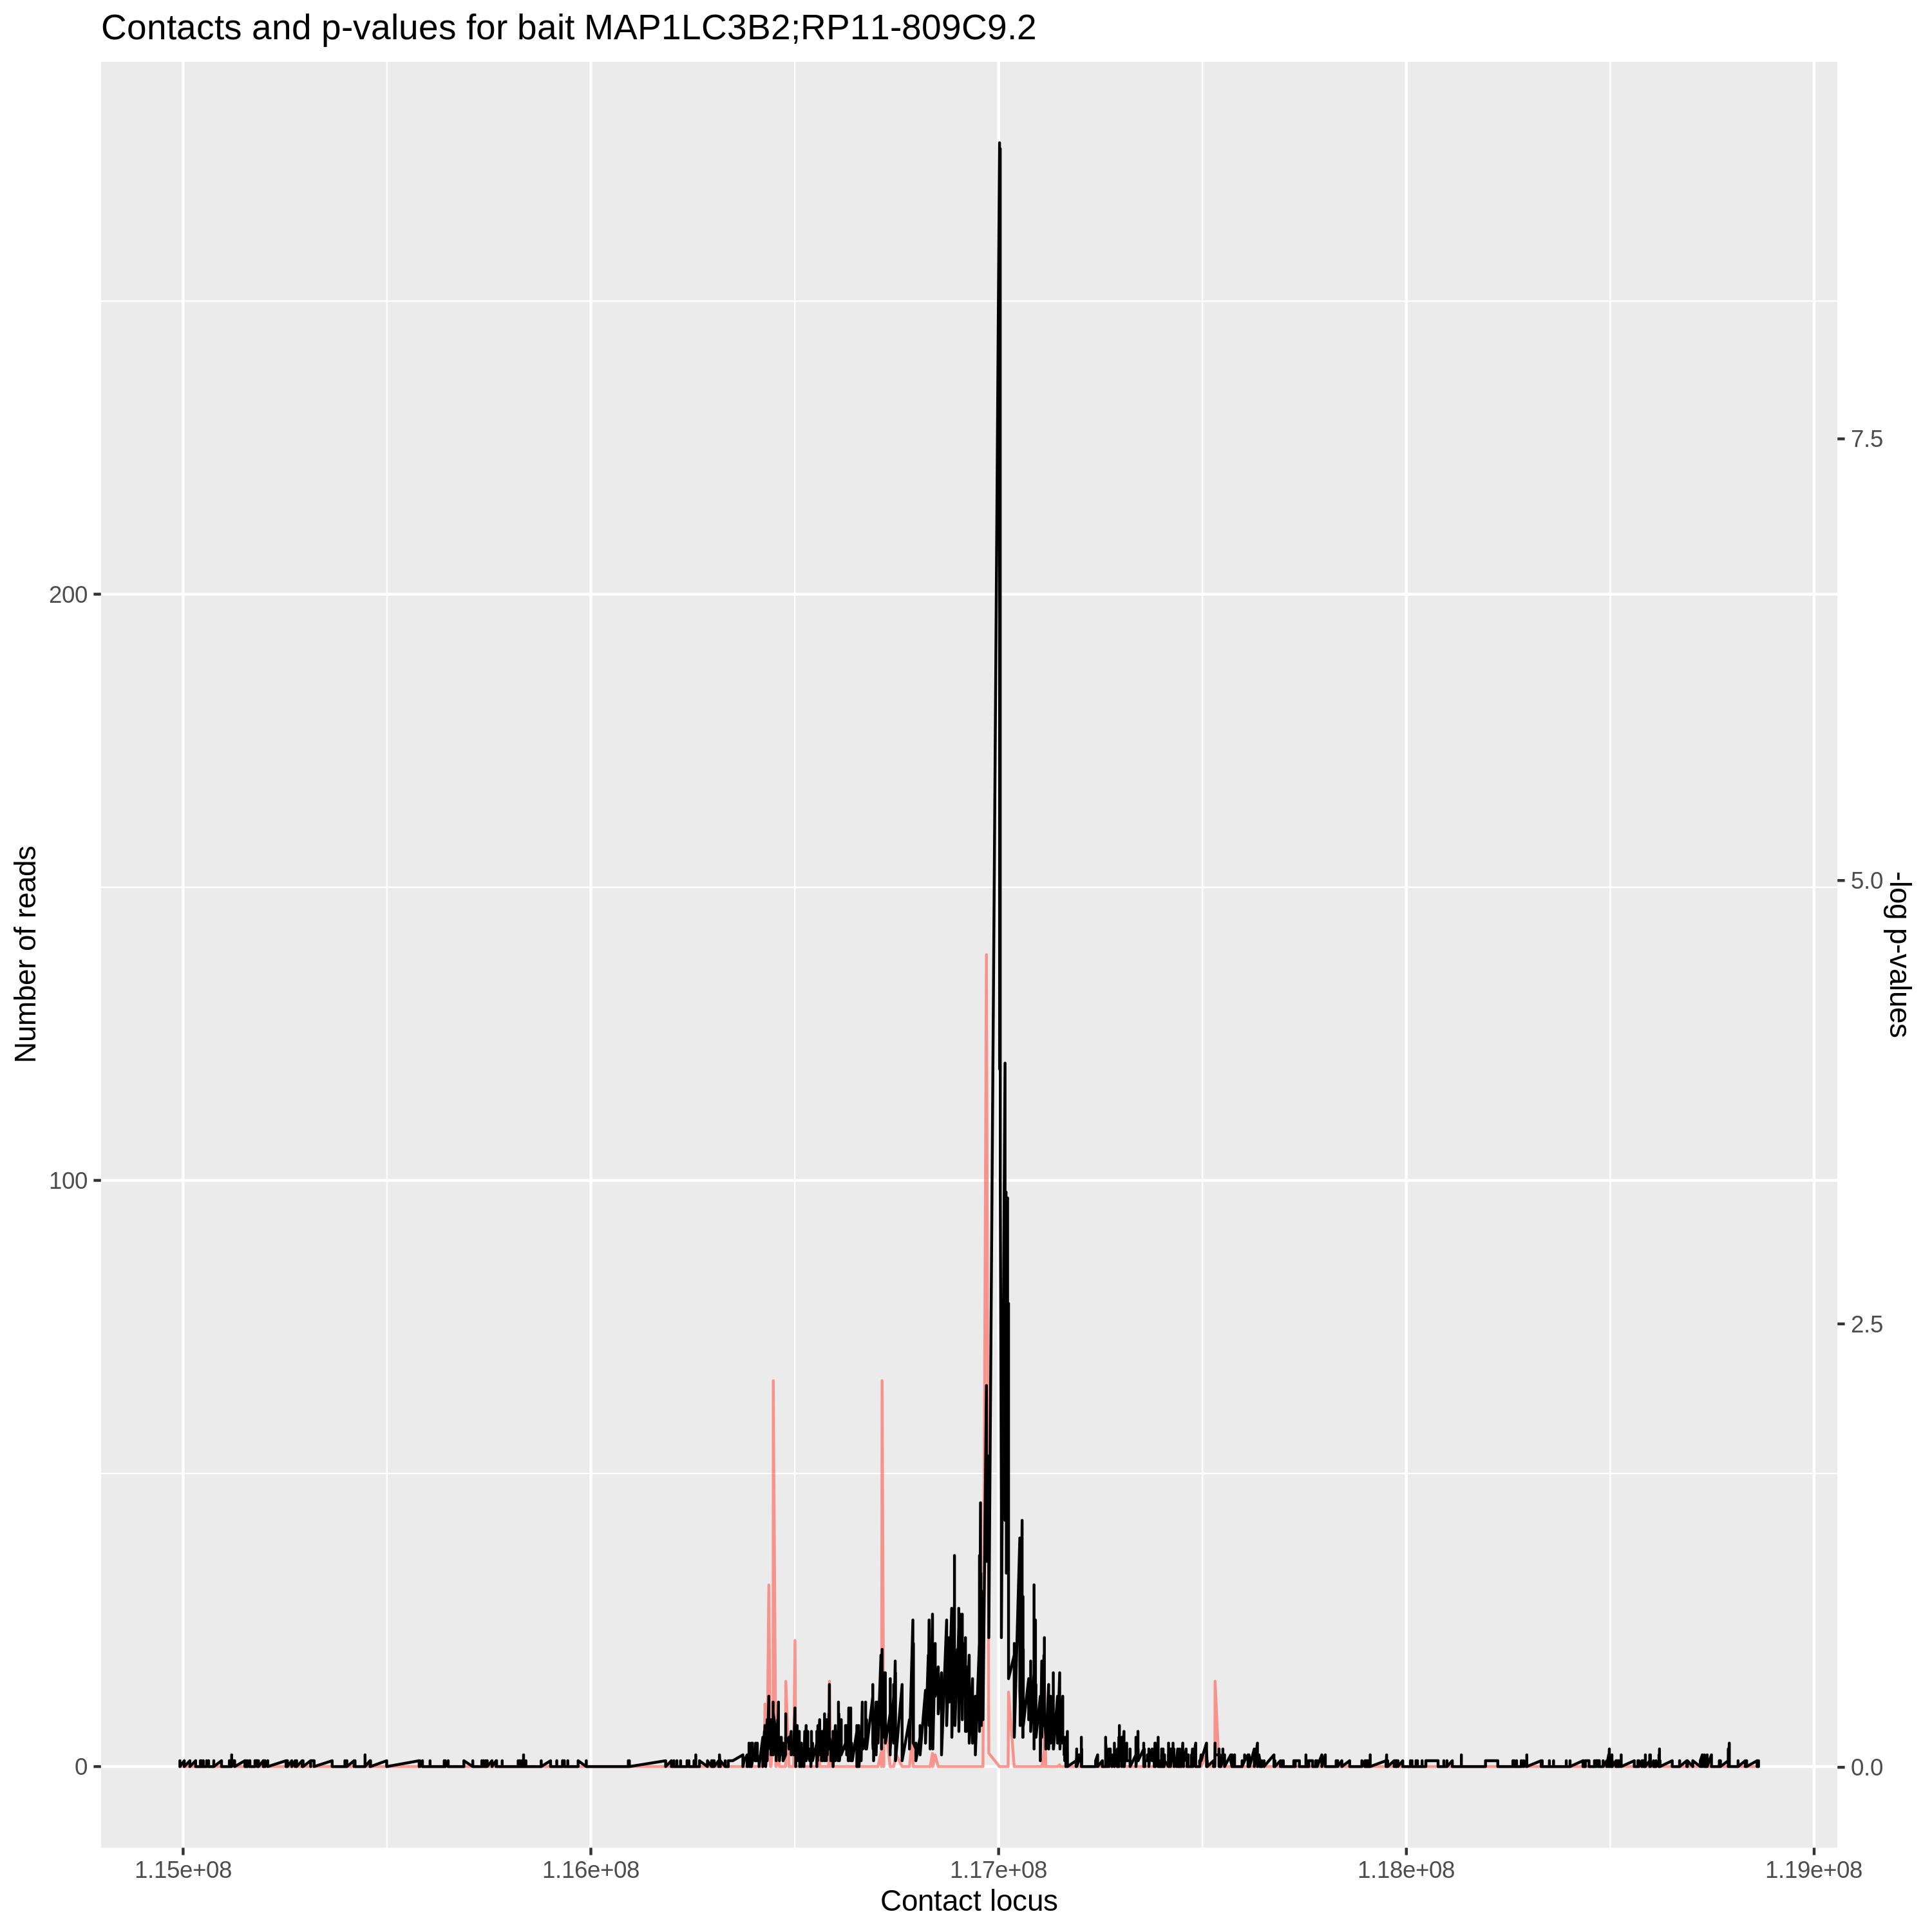 Contacts and p-values for bait MAP1LC3B2;RP11-809C9.2
Number of reads
200
100
0
7.5
5.0
2.5
0.0
-log p-values
1.15e+08
1.16e+08
1.17e+08
1.18e+08
1.19e+08
Contact locus